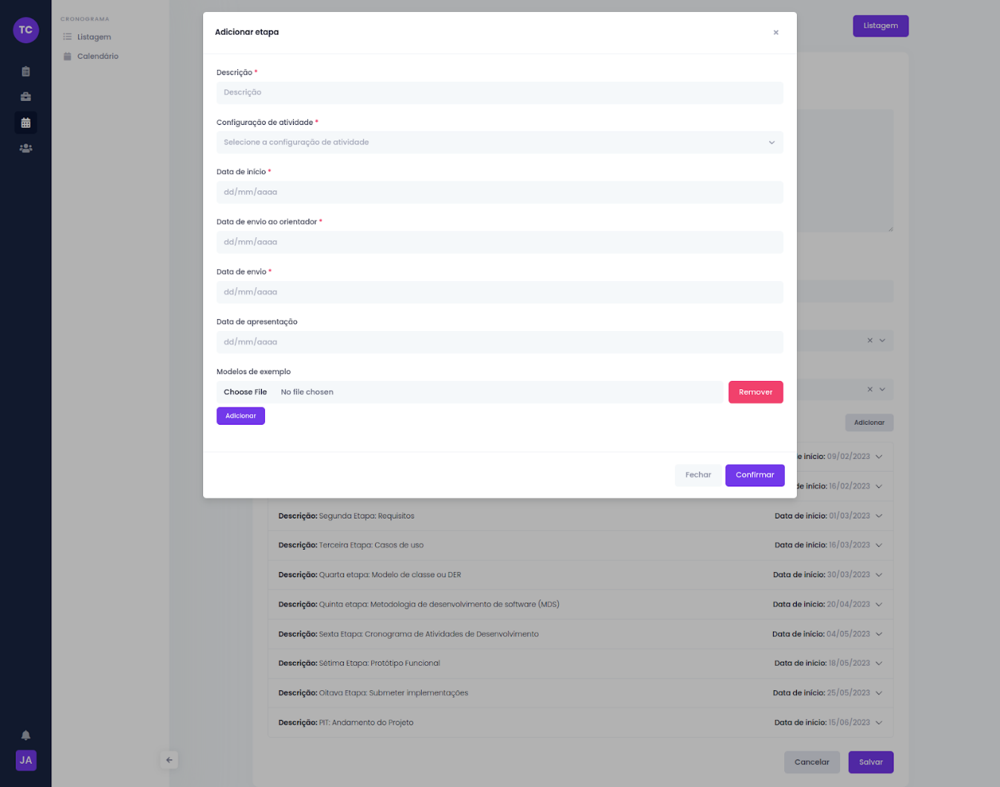 TC
CRONOGRAMA
Listagem
Calendário
Listagem
Adicionar etapa
Descrição *
Descrição
Configuração de atividade *
Selecione a configuração de atividade
Data de início *
dd/mm/aaaa
Data de envio ao orientador *
dd/mm/aaaa
Data de envio *
dd/mm/aaaa
Data de apresentação
dd/mm/aaaa
Modelos de exemplo
Choose File No file chosen
Remover
Adicionar
Adicionar
Fechar
Confirmar
e início: 09/02/2023
de início: 16/02/2023
Descrição: Segunda Etapa: Requisitos Data de início: 01/03/2023
Descrição: Terceira Etapa: Casos de uso Data de início: 16/03/2023
Descrição: Quarta etapa: Modelo de classe ou DER Data de início: 30/03/2023
Descrição: Quinta etapa: Metodologia de desenvolvimento de software (MDS) Data de início: 20/04/2023
Descrição: Sexta Etapa: Cronograma de Atividades de Desenvolvimento Data de início: 04/05/2023
Descrição: Sétima Etapa: Protótipo Funcional Data de início: 18/05/2023
Descrição: Oitava Etapa: Submeter implementações Data de início: 25/05/2023
Descrição: PIT: Andamento do Projeto Data de início: 15/06/2023
Cancelar
Salvar
JA